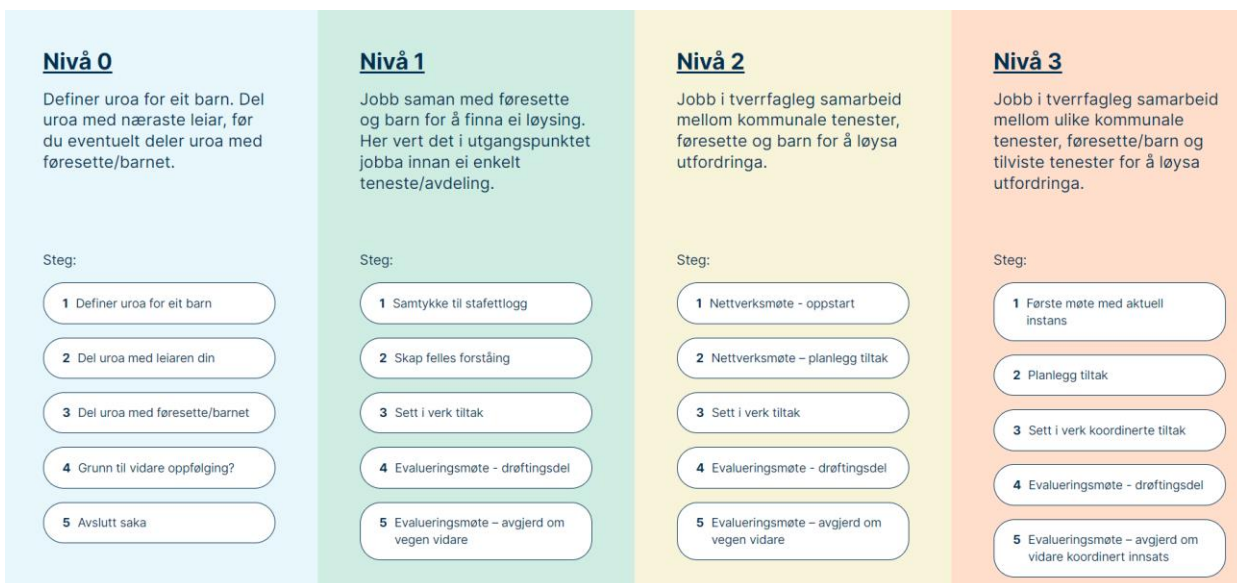 Nivå 0
Definer uroa for eit barn. Del
uroa med næraste leiar, før
du eventuelt deler uroa med
føresette/barnet.
Steg:
1 Definer uroa for eit barn
2 Del uroa med leiaren din
3 Del uroa med føresette/barnet
4 Grunn til vidare oppfølging?
5 Avslutt saka
Nivå 1
Jobb saman med føresette
og barn for å finna ei løysing.
Her vert det i utgangspunktet
jobba innan ei enkelt
teneste/avdeling.
Steg:
1 Samtykke til stafettlogg
2 Skap felles forståing
3 Sett i verk tiltak
4 Evalueringsmøte - drøftingsdel
5 Evalueringsmøte – avgjerd om
vegen vidare
Nivå 2
Jobb i tverrfagleg samarbeid
mellom kommunale tenester,
føresette og barn for å løysa
utfordringa.
Steg:
1 Nettverksmøte - oppstart
2 Nettverksmøte – planlegg tiltak
3 Sett i verk tiltak
4 Evalueringsmøte - drøftingsdel
5 Evalueringsmøte – avgjerd om
vegen vidare
Nivå 3
Jobb i tverrfagleg samarbeid
mellom ulike kommunale
tenester, føresette/barn og
tilviste tenester for å løysa
utfordringa.
Steg:
1 Første møte med aktuell
instans
2 Planlegg tiltak
3 Sett i verk koordinerte tiltak
4 Evalueringsmøte - drøftingsdel
5 Evalueringsmøte – avgjerd om
vidare koordinert innsats